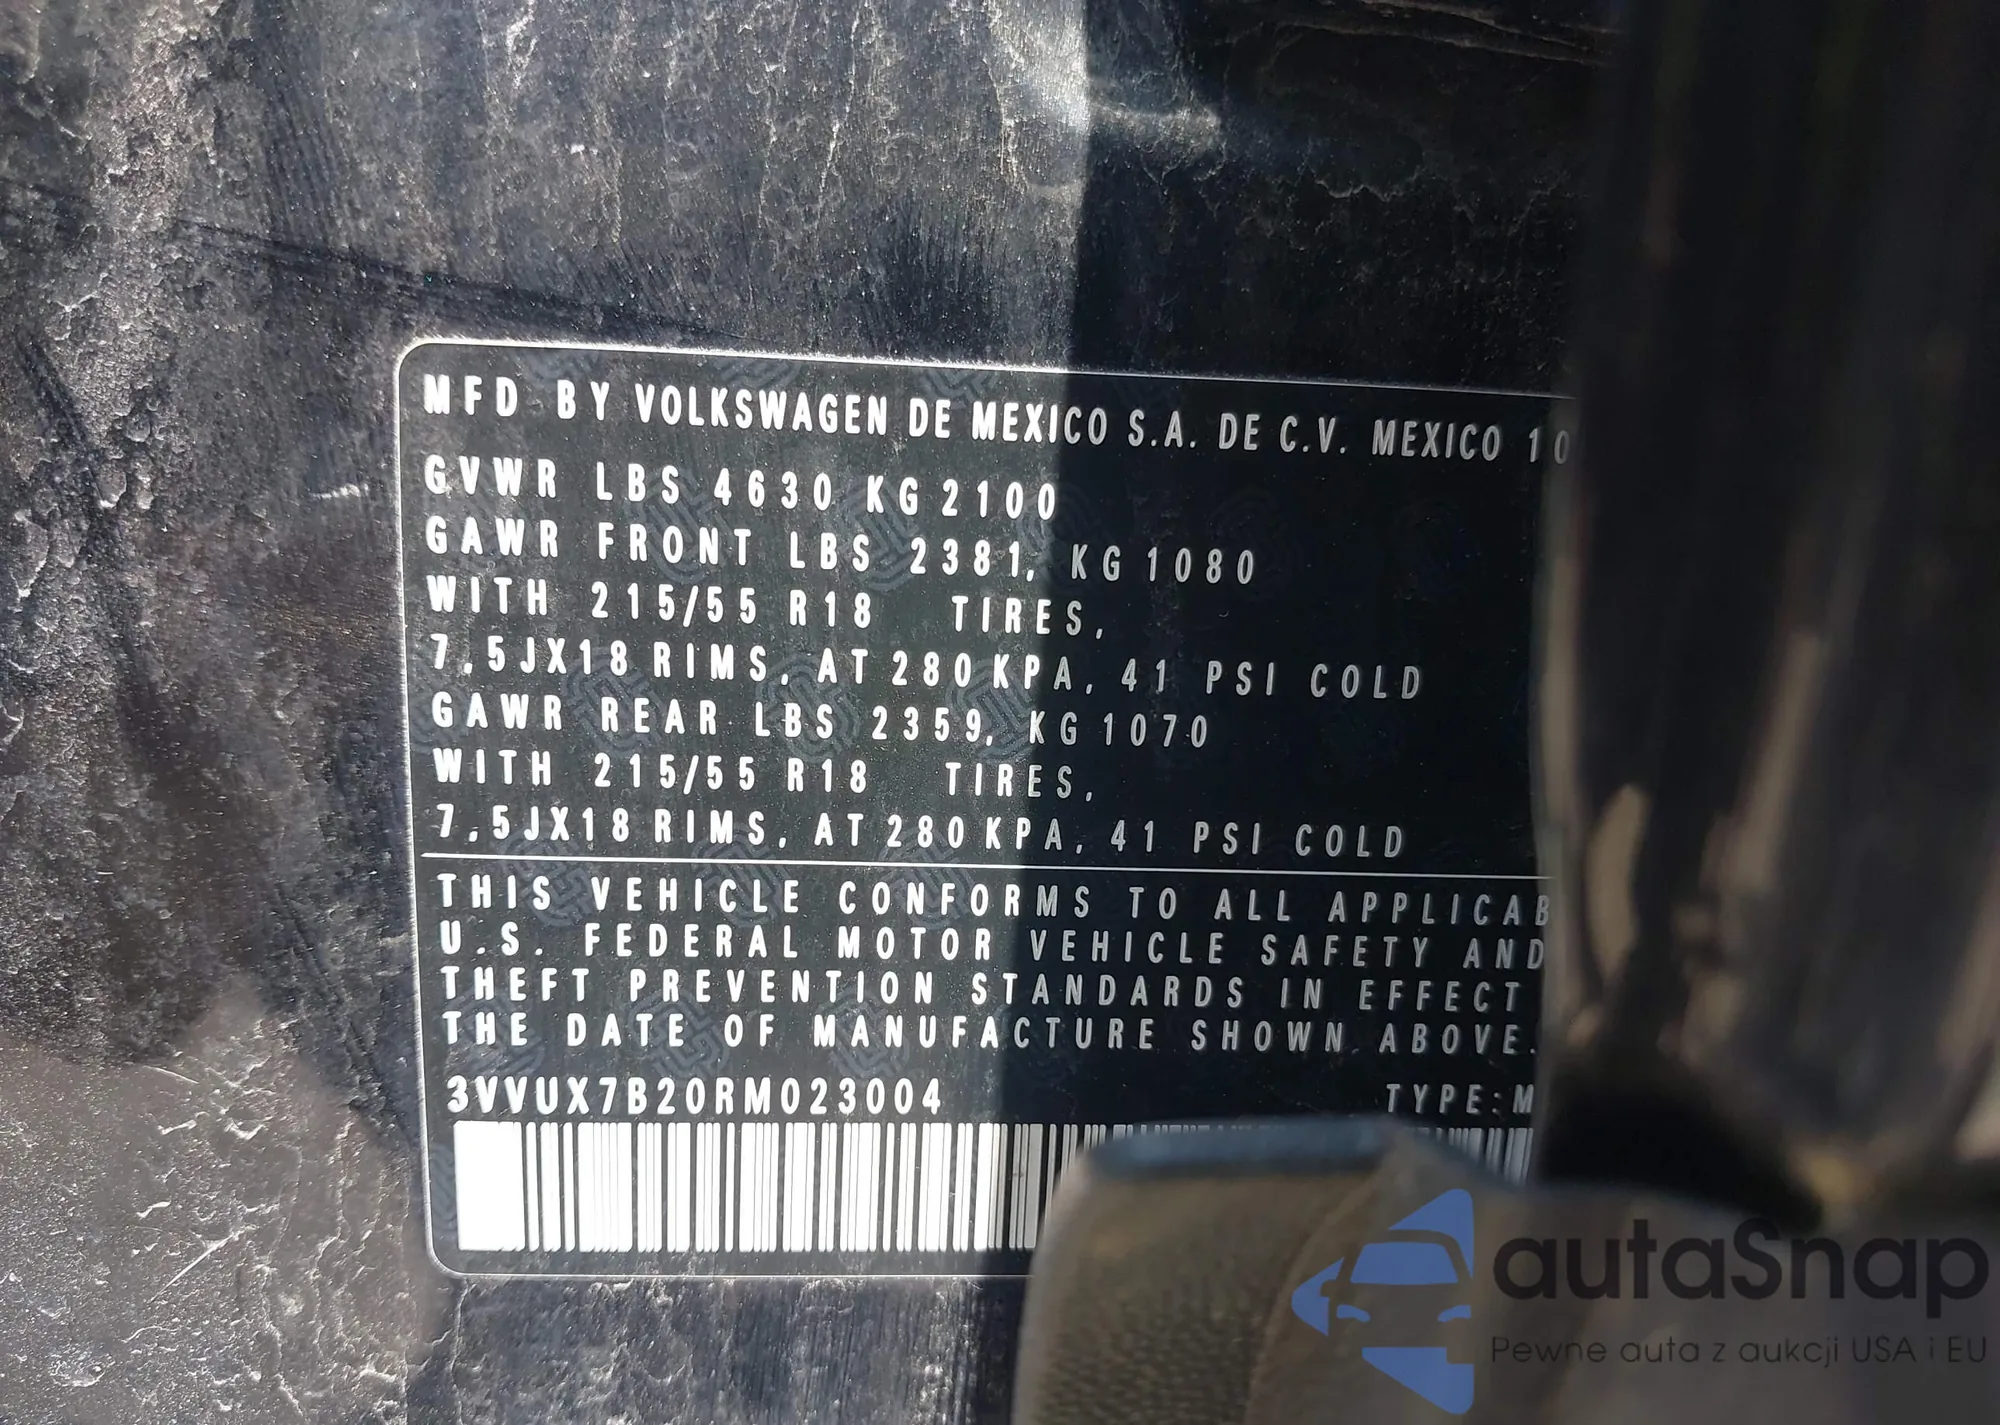 MFD BY VOLKSWAGEN DE MEXICO S.A. DE C.V. MEXICO 10
GVWR LBS 4630 KG 2100
GAWR FRONT LBS 2381, KG 1080
WITH 215/55 R18 TIRES,
7,5JX18 RIMS, AT 280 KPA, 41 PSI COLD
GAWR REAR LBS 2359, KG 1070
WITH 215/55 R18 TIRES,
7,5JX18 RIMS, AT 280 KPA, 41 PSI COLD
THIS VEHICLE CONFORMS TO ALL APPLICAB
U.S. FEDERAL MOTOR VEHICLE SAFETY AND
THEFT PREVENTION STANDARDS IN EFFECT
THE DATE OF MANUFACTURE SHOWN ABOVE.
3VVUX7B20RM023004 TYPE:M
autaSnap
Pewne auta z aukcji USA i EU